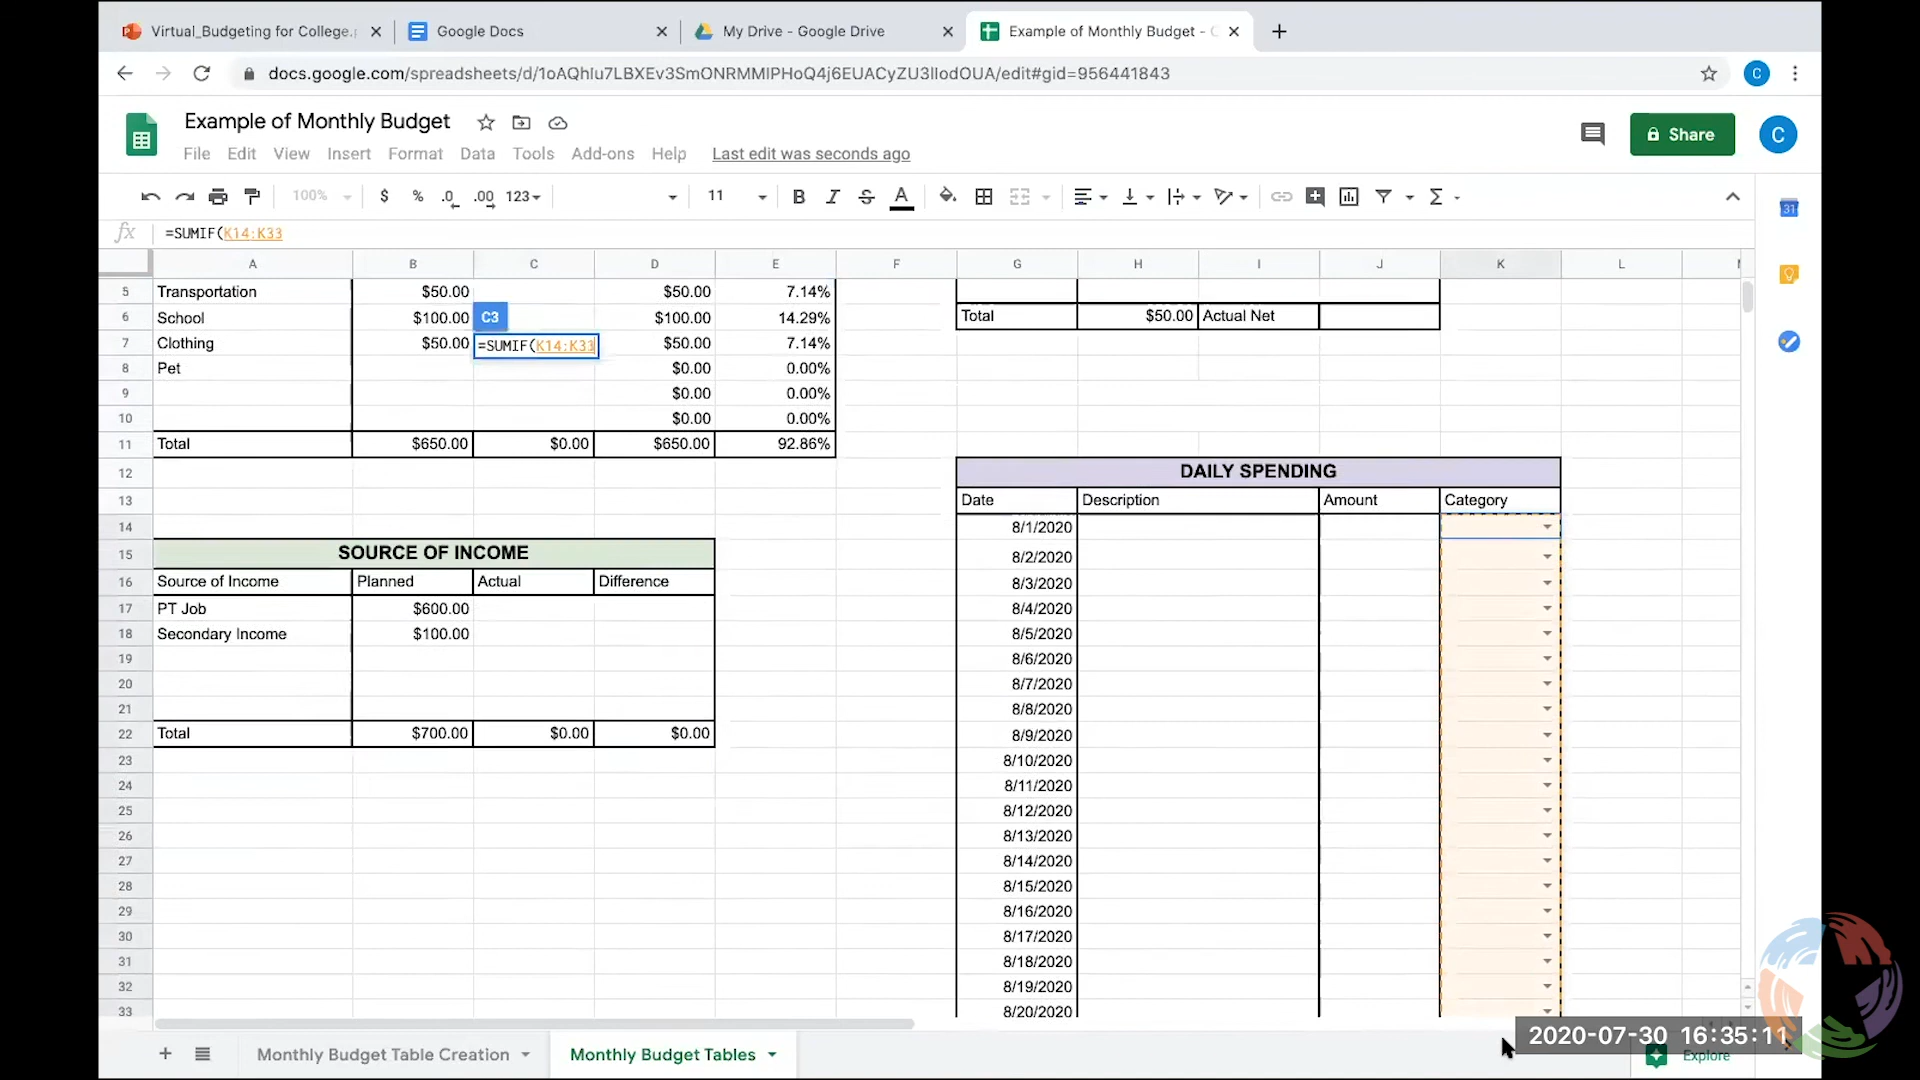 Virtual_Budgeting for College.
Google Docs
My Drive - Google Drive
Example of Monthly Budget -
docs.google.com/spreadsheets/d/1oAQhlu7LBXEv3SmONRMMlPHoQ4j6EUACyZU3IlodOUA/edit#gid=956441843
C
Example of Monthly Budget
File Edit View Insert Format Data Tools Add-ons Help Last edit was seconds ago
Share
C
100% $ % .0 .00 123 11 B I S A
31
fx =SUMIF(K14:K33
A B C D E F G H I J K L
5 Transportation $50.00 $50.00 7.14%
6 School $100.00 C3 $100.00 14.29% Total $50.00 Actual Net
7 Clothing $50.00 =SUMIF(K14:K33 $50.00 7.14%
8 Pet $0.00 0.00%
9 $0.00 0.00%
10 $0.00 0.00%
11 Total $650.00 $0.00 $650.00 92.86%
12 DAILY SPENDING
13 Date Description Amount Category
14 8/1/2020
15 SOURCE OF INCOME 8/2/2020
16 Source of Income Planned Actual Difference 8/3/2020
17 PT Job $600.00 8/4/2020
18 Secondary Income $100.00 8/5/2020
19 8/6/2020
20 8/7/2020
21 8/8/2020
22 Total $700.00 $0.00 $0.00 8/9/2020
23 8/10/2020
24 8/11/2020
25 8/12/2020
26 8/13/2020
27 8/14/2020
28 8/15/2020
29 8/16/2020
30 8/17/2020
31 8/18/2020
32 8/19/2020
33 8/20/2020
Monthly Budget Table Creation Monthly Budget Tables
2020-07-30 16:35:11
Explore